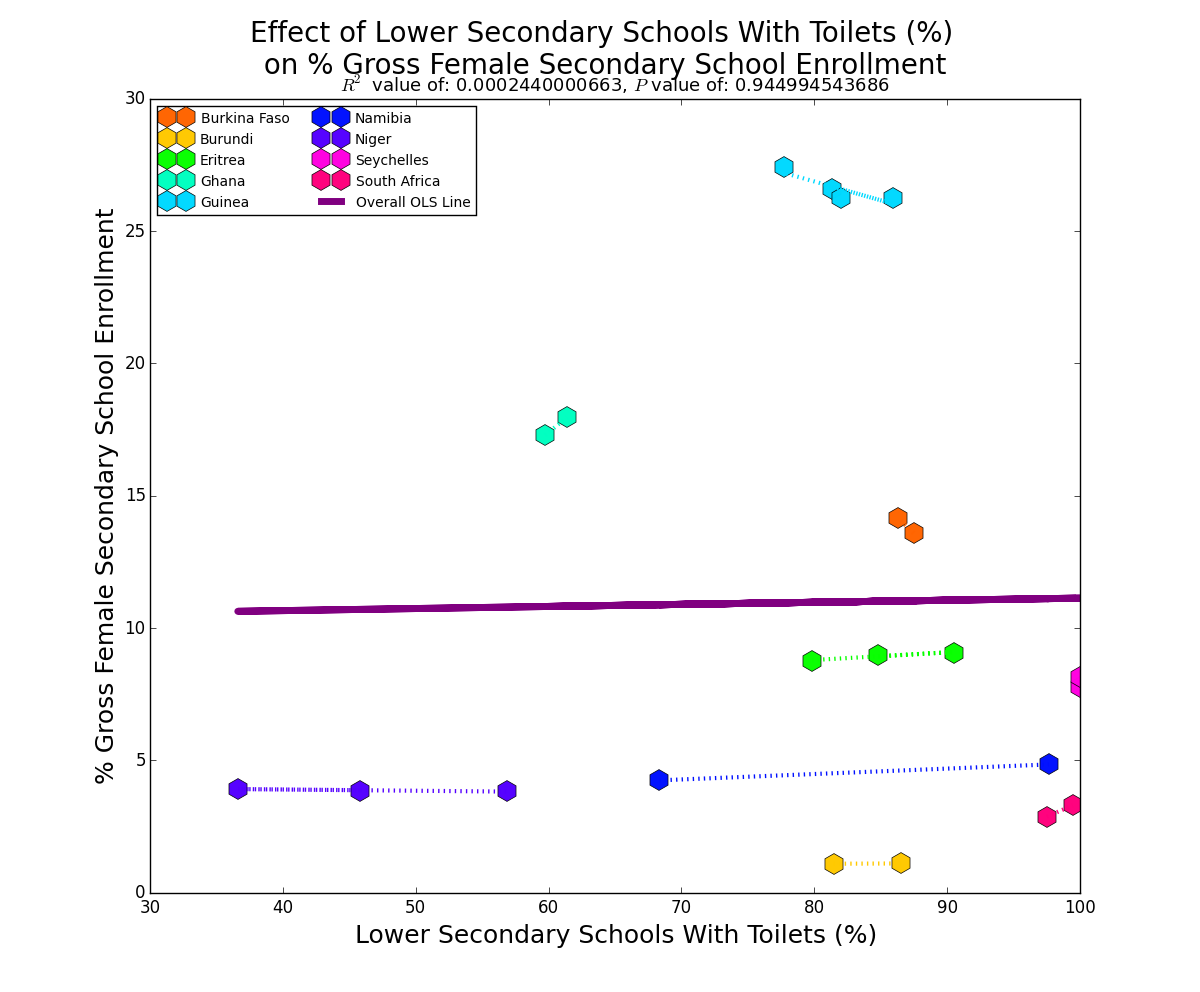 Effect of Lower Secondary Schools With Toilets (%)
on % Gross Female Secondary School Enrollment
R² value of: 0.0002440000663, P value of: 0.944994543686
Burkina Faso
Burundi
Eritrea
Ghana
Guinea
Namibia
Niger
Seychelles
South Africa
Overall OLS Line
% Gross Female Secondary School Enrollment
30
25
20
15
10
5
0
30 40 50 60 70 80 90 100
Lower Secondary Schools With Toilets (%)